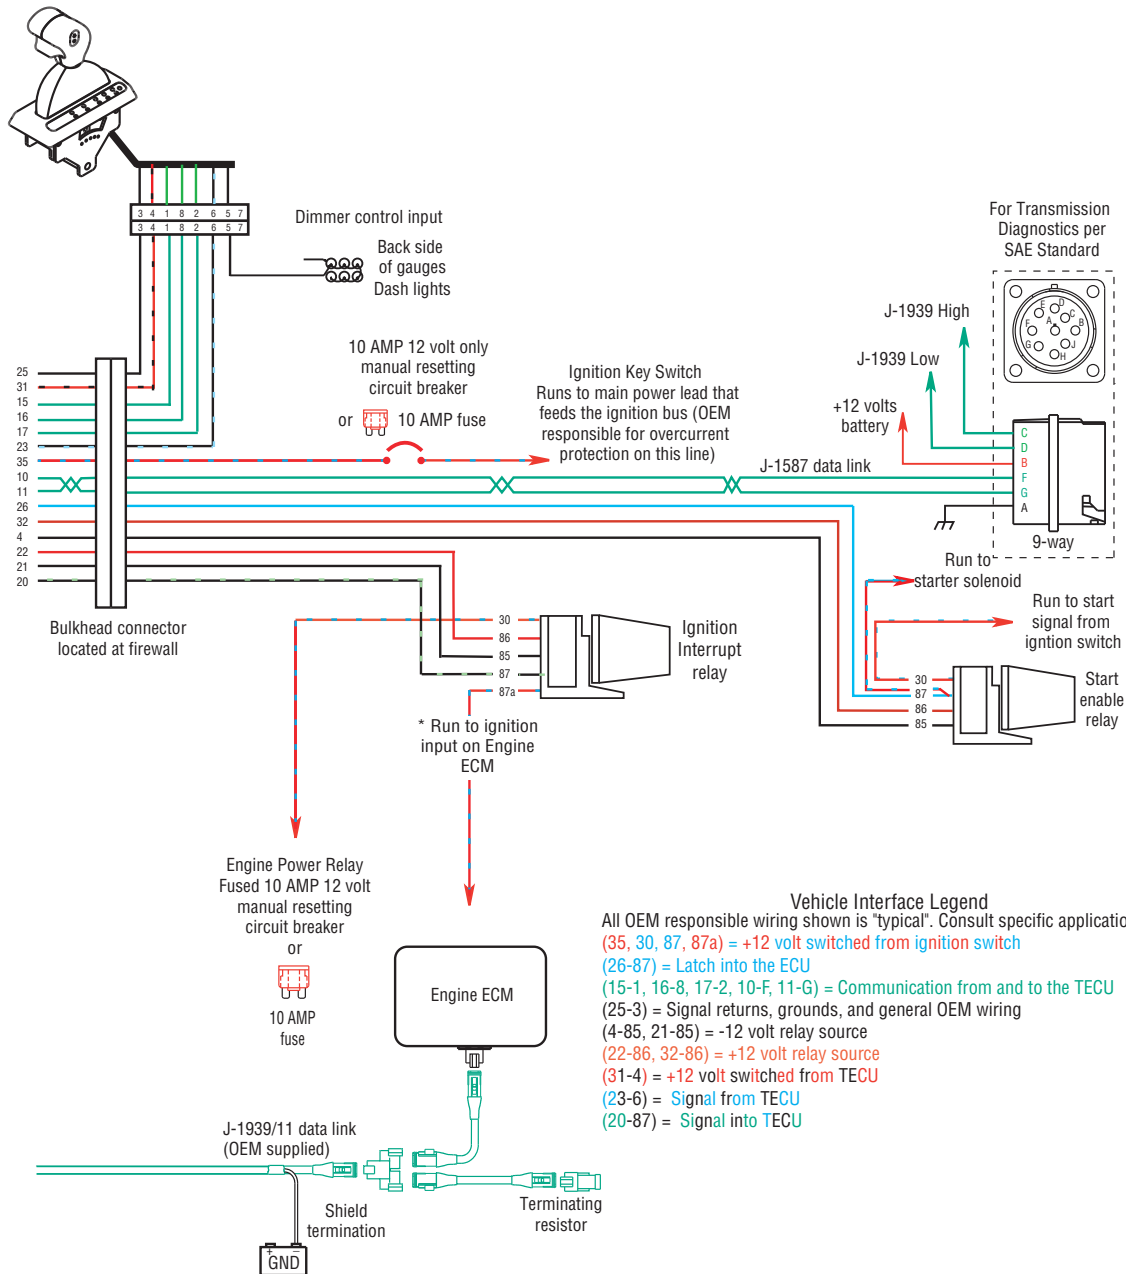 3 4 1 8 2 6 5 7
3 4 1 8 2 6 5 7
Dimmer control input
Back side
of gauges
Dash lights
For Transmission
Diagnostics per
SAE Standard
E D
C
F A B
G J
H
J-1939 High
J-1939 Low
+12 volts
battery
10 AMP 12 volt only
manual resetting
circuit breaker
or 10 AMP fuse
Ignition Key Switch
Runs to main power lead that
feeds the ignition bus (OEM
responsible for overcurrent
protection on this line)
J-1587 data link
C
D
B
F
G
A
9-way
25
31
15
16
17
23
35
10
11
26
32
4
22
21
20
Bulkhead connector
located at firewall
Run to
starter solenoid
Run to start
signal from
igntion switch
30
86
85
87
87a
Ignition
Interrupt
relay
30
87
86
85
Start
enable
relay
* Run to ignition
input on Engine
ECM
Engine Power Relay
Fused 10 AMP 12 volt
manual resetting
circuit breaker
or
10 AMP
fuse
Engine ECM
Vehicle Interface Legend
All OEM responsible wiring shown is "typical". Consult specific applicatio
(35, 30, 87, 87a) = +12 volt switched from ignition switch
(26-87) = Latch into the ECU
(15-1, 16-8, 17-2, 10-F, 11-G) = Communication from and to the TECU
(25-3) = Signal returns, grounds, and general OEM wiring
(4-85, 21-85) = -12 volt relay source
(22-86, 32-86) = +12 volt relay source
(31-4) = +12 volt switched from TECU
(23-6) = Signal from TECU
(20-87) = Signal into TECU
J-1939/11 data link
(OEM supplied)
Shield
termination
Terminating
resistor
+ –
GND